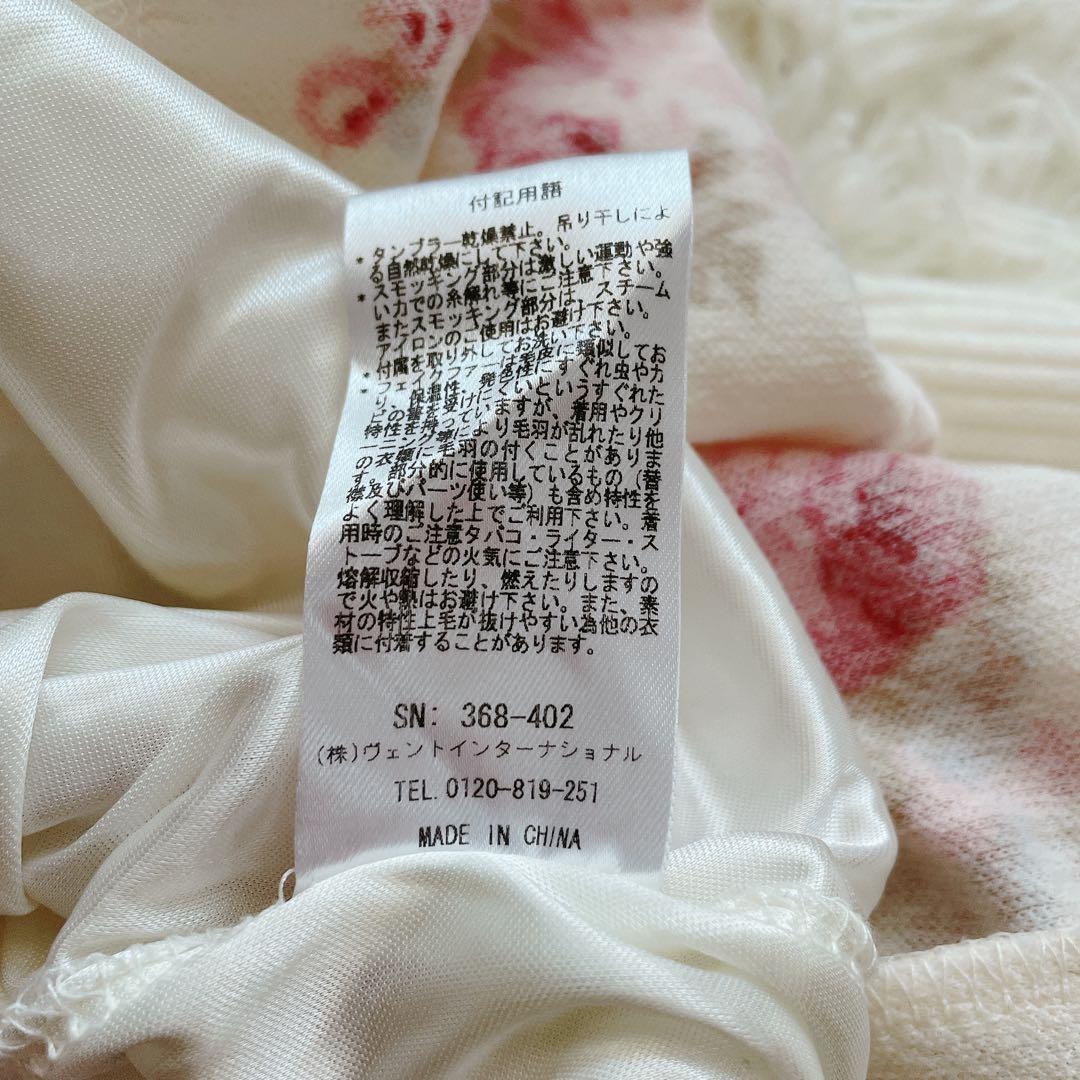 付記用語
*タンブラー乾燥禁止。吊り干しによ
る自然乾燥にして下さい。
*スモッキング部分は激しい運動や強
い力での糸解れ等にご注意下さい。
またスモッキング部分は、スチーム
アイロンのご使用はお避け下さい。
*付属を取り外してお洗い下さい。
*フェイクファーは毛皮に類似してお
り、保温性、発色性にすぐれ虫やカ
ビの害を受けにくいというすぐれた
特性を持っていますが、着用やクリ
ーニング等により毛羽が乱れたり他
の衣類に毛羽の付くことがありま
す。部分的に使用しているもの(替
襟及びパーツ使い等)も含め特性を
よく理解した上でご利用下さい。着
用時のご注意タバコ・ライター・ス
トーブなどの火気にご注意下さい。
熔解収縮したり、燃えたりしますの
で火や熱はお避け下さい。また、素
材の特性上毛が抜けやすい為他の衣
類に付着することがあります。
SN: 368-402
(株)ヴェントインターナショナル
TEL. 0120-819-251
MADE IN CHINA